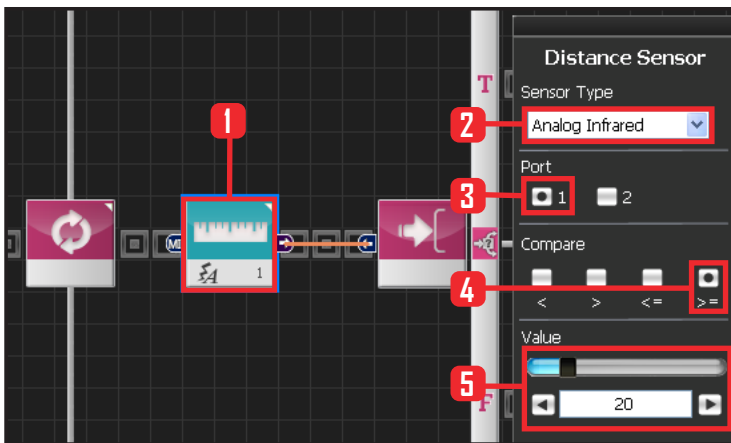 Distance Sensor
Sensor Type
Analog Infrared
Port
1 2
Compare
< > <= >=
Value
20
1
2
3
4
5
T
F
M
A 1
?